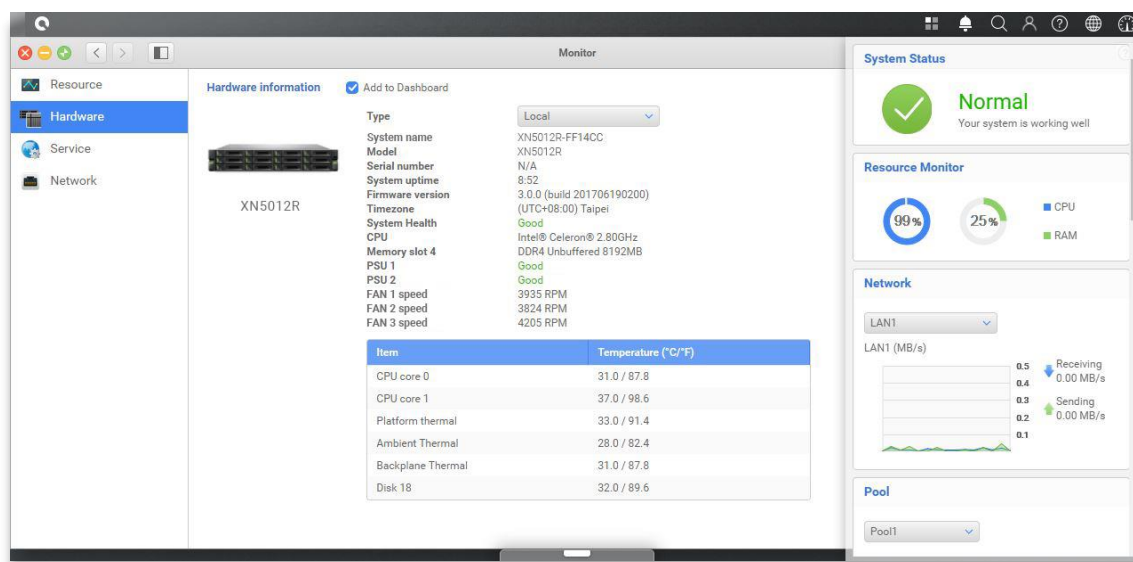 Monitor
Resource
Hardware
Service
Network
Hardware information
Add to Dashboard
XN5012R
Type Local
System name XN5012R-FF14CC
Model XN5012R
Serial number N/A
System uptime 8:52
Firmware version 3.0.0 (build 201706190200)
Timezone (UTC+08:00) Taipei
System Health Good
CPU Intel® Celeron® 2.80GHz
Memory slot 4 DDR4 Unbuffered 8192MB
PSU 1 Good
PSU 2 Good
FAN 1 speed 3935 RPM
FAN 2 speed 3824 RPM
FAN 3 speed 4205 RPM
Item Temperature (°C/°F)
CPU core 0 31.0 / 87.8
CPU core 1 37.0 / 98.6
Platform thermal 33.0 / 91.4
Ambient Thermal 28.0 / 82.4
Backplane Thermal 31.0 / 87.8
Disk 18 32.0 / 89.6
System Status
Normal
Your system is working well
Resource Monitor
99% 25%
CPU
RAM
Network
LAN1
LAN1 (MB/s)
0.5
0.4
0.3
0.2
0.1
Receiving
0.00 MB/s
Sending
0.00 MB/s
Pool
Pool1